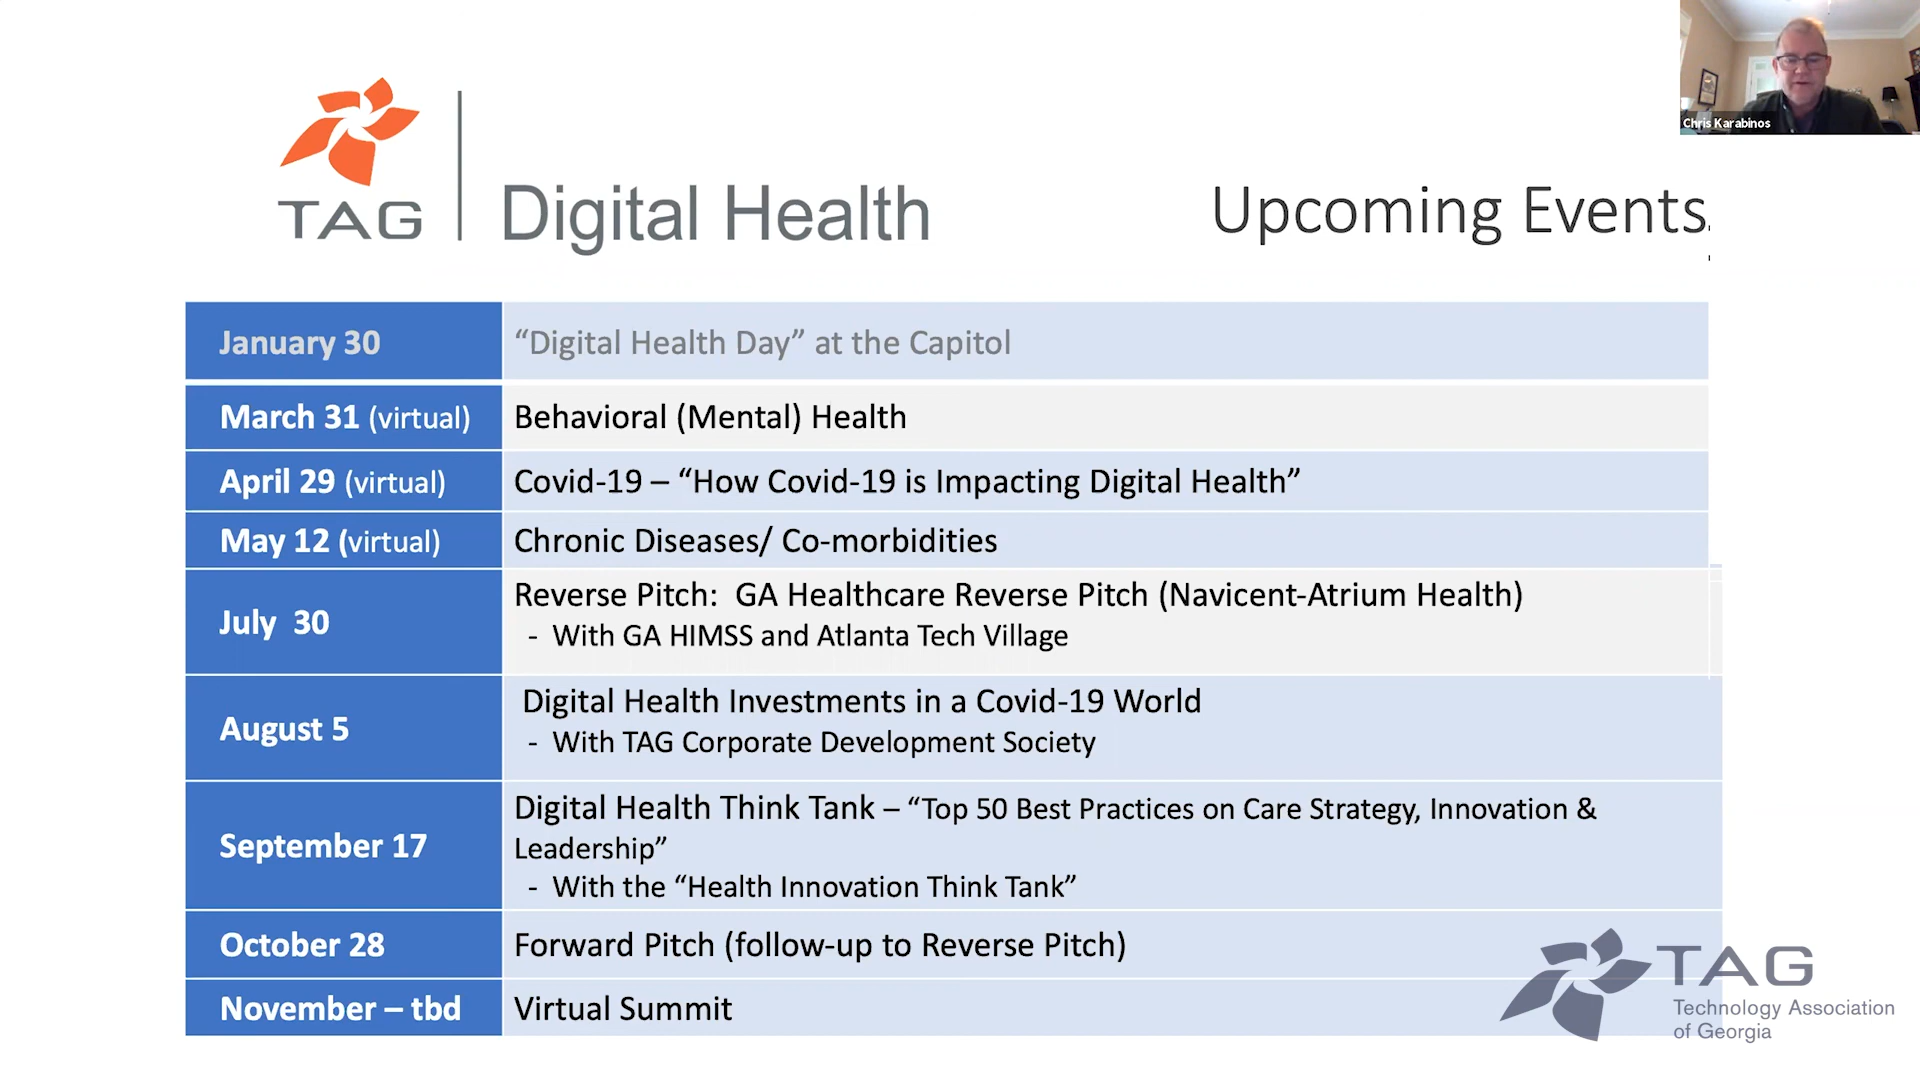 Chris Karabinos
TAG
Digital Health
Upcoming Events
January 30
“Digital Health Day” at the Capitol
March 31 (virtual)
Behavioral (Mental) Health
April 29 (virtual)
Covid-19 – “How Covid-19 is Impacting Digital Health”
May 12 (virtual)
Chronic Diseases/ Co-morbidities
July 30
Reverse Pitch: GA Healthcare Reverse Pitch (Navicent-Atrium Health)
- With GA HIMSS and Atlanta Tech Village
August 5
Digital Health Investments in a Covid-19 World
- With TAG Corporate Development Society
September 17
Digital Health Think Tank – “Top 50 Best Practices on Care Strategy, Innovation &
Leadership”
- With the “Health Innovation Think Tank”
October 28
Forward Pitch (follow-up to Reverse Pitch)
November – tbd
Virtual Summit
TAG
Technology Association
of Georgia